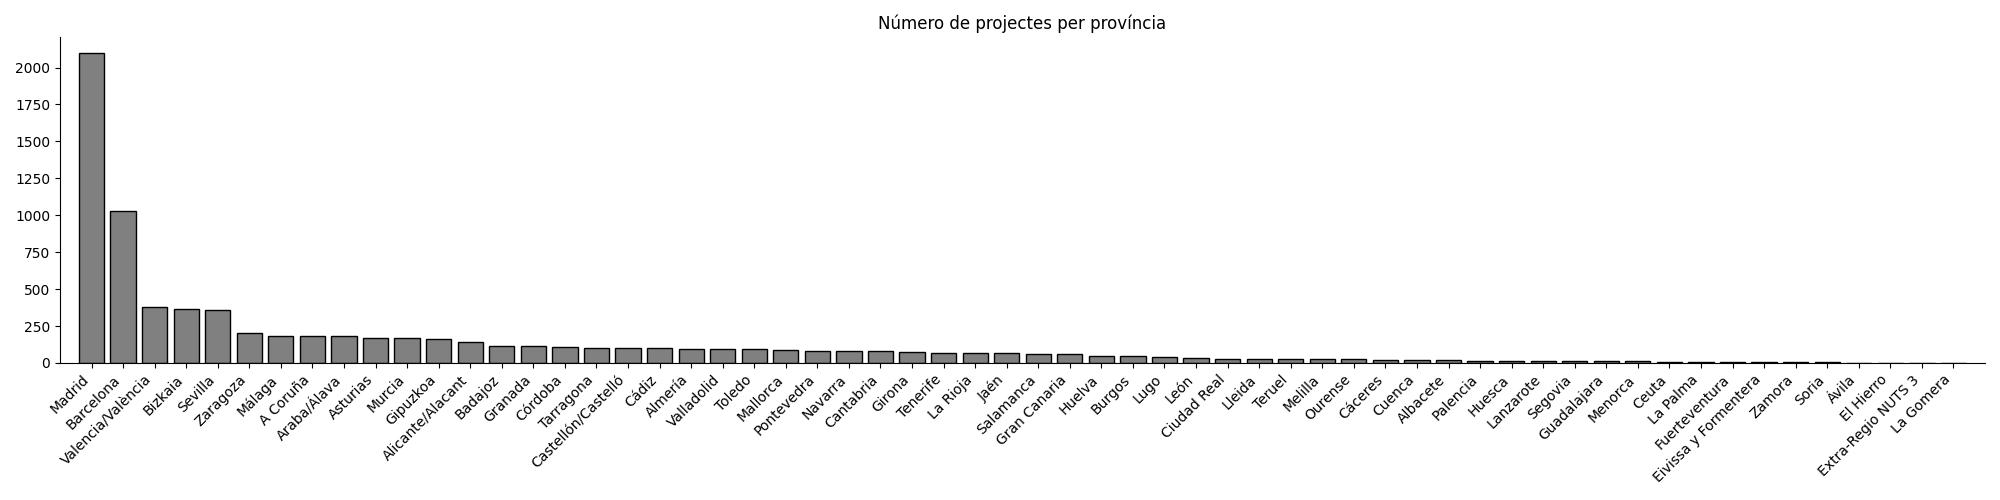 Número de projectes per província
2000
1750
1500
1250
1000
750
500
250
0
Madrid
Barcelona
Valencia/València
Bizkaia
Sevilla
Zaragoza
Málaga
A Coruña
Araba/Álava
Asturias
Murcia
Gipuzkoa
Alicante/Alacant
Badajoz
Granada
Córdoba
Tarragona
Castellón/Castelló
Cádiz
Almería
Valladolid
Toledo
Mallorca
Pontevedra
Navarra
Cantabria
Girona
Tenerife
La Rioja
Jaén
Salamanca
Gran Canaria
Huelva
Burgos
Lugo
León
Ciudad Real
Lleida
Teruel
Melilla
Ourense
Cáceres
Cuenca
Albacete
Palencia
Huesca
Lanzarote
Segovia
Guadalajara
Menorca
Ceuta
La Palma
Fuerteventura
Eivissa y Formentera
Zamora
Soria
Ávila
El Hierro
Extra-Regio NUTS 3
La Gomera